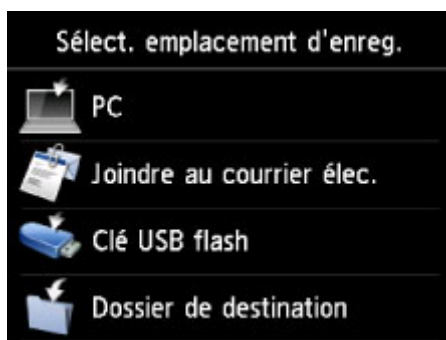 Sélect. emplacement d'enreg.
PC
Joindre au courrier élec.
Clé USB flash
Dossier de destination